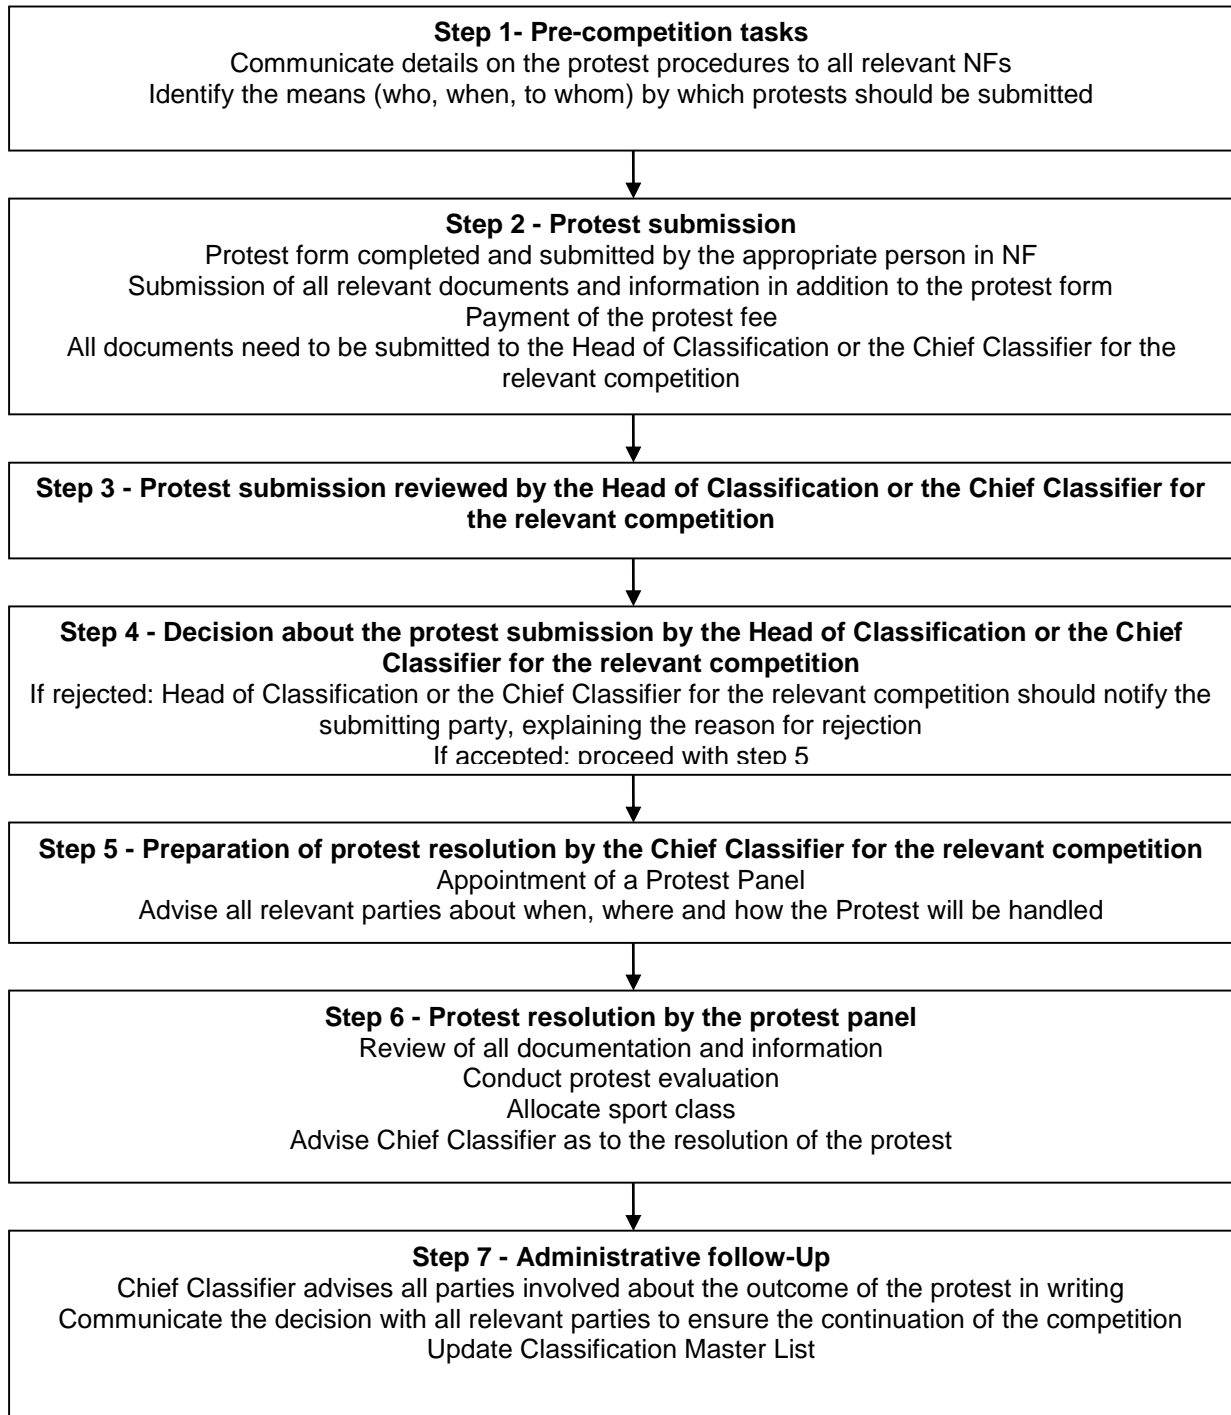 Step 1- Pre-competition tasks
Communicate details on the protest procedures to all relevant NFs
Identify the means (who, when, to whom) by which protests should be submitted
Step 2 - Protest submission
Protest form completed and submitted by the appropriate person in NF
Submission of all relevant documents and information in addition to the protest form
Payment of the protest fee
All documents need to be submitted to the Head of Classification or the Chief Classifier for the
relevant competition
Step 3 - Protest submission reviewed by the Head of Classification or the Chief Classifier for
the relevant competition
Step 4 - Decision about the protest submission by the Head of Classification or the Chief
Classifier for the relevant competition
If rejected: Head of Classification or the Chief Classifier for the relevant competition should notify the
submitting party, explaining the reason for rejection
If accepted: proceed with step 5
Step 5 - Preparation of protest resolution by the Chief Classifier for the relevant competition
Appointment of a Protest Panel
Advise all relevant parties about when, where and how the Protest will be handled
Step 6 - Protest resolution by the protest panel
Review of all documentation and information
Conduct protest evaluation
Allocate sport class
Advise Chief Classifier as to the resolution of the protest
Step 7 - Administrative follow-Up
Chief Classifier advises all parties involved about the outcome of the protest in writing
Communicate the decision with all relevant parties to ensure the continuation of the competition
Update Classification Master List